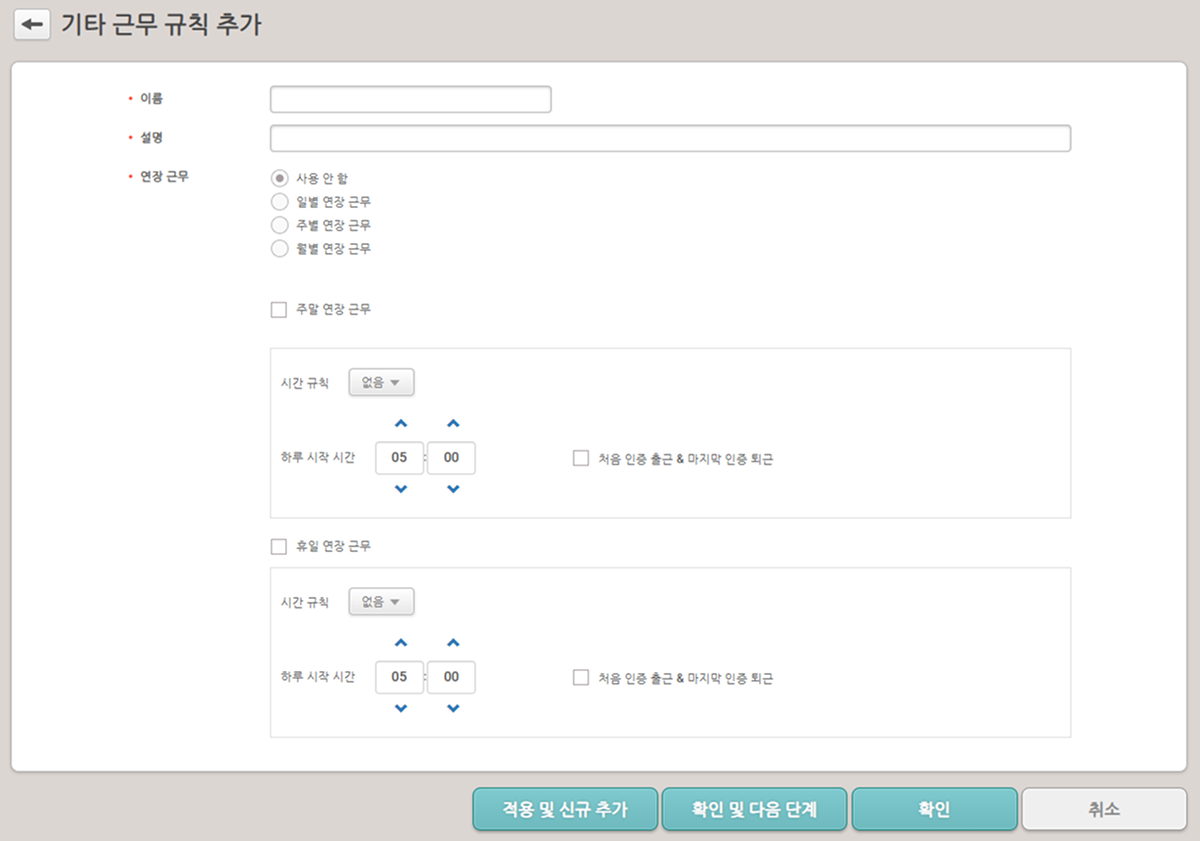 기타 근무 규칙 추가
이름
설명
연장 근무
사용 안 함
일별 연장 근무
주별 연장 근무
월별 연장 근무
주말 연장 근무
시간 규칙 없음
하루 시작 시간 05 : 00 처음 인증 출근 & 마지막 인증 퇴근
휴일 연장 근무
시간 규칙 없음
하루 시작 시간 05 : 00 처음 인증 출근 & 마지막 인증 퇴근
적용 및 신규 추가 확인 및 다음 단계 확인 취소